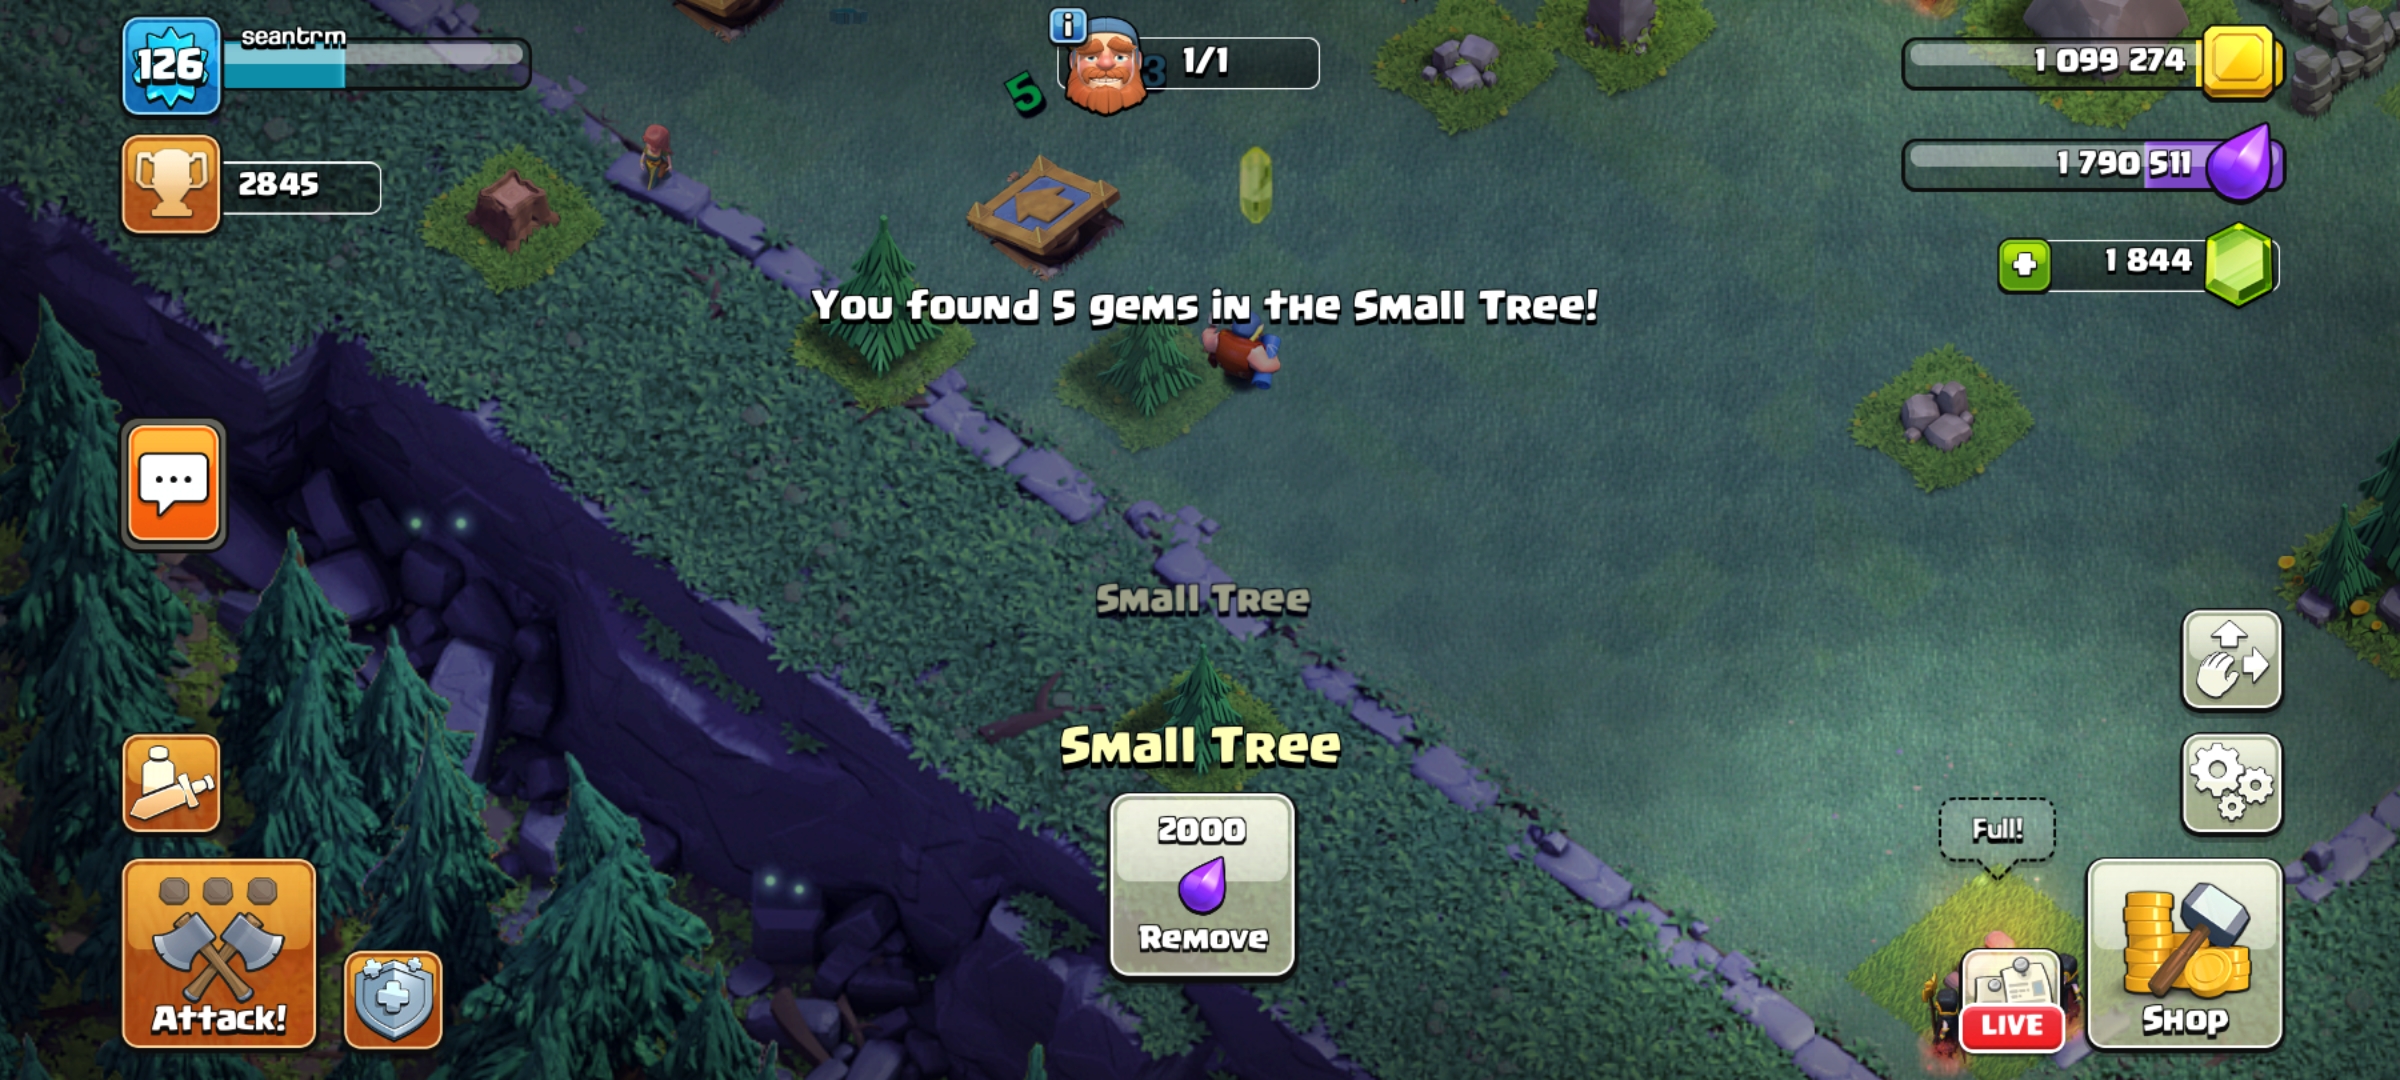 seantrm
126
2845
i
5
3
1/1
1 099 274
1 790 511
1 844
You found 5 gems in the Small Tree!
Small Tree
Small Tree
2000
Remove
Full!
LIVE
Attack!
Shop